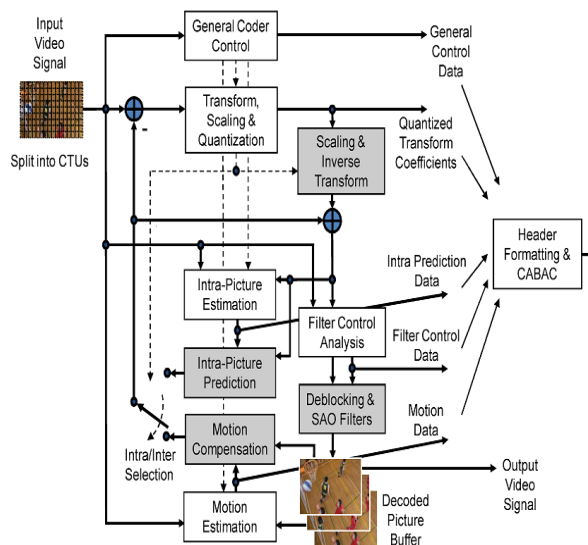 Input
Video
Signal
Split into CTUs
General Coder
Control
Transform,
Scaling &
Quantization
-
Scaling &
Inverse
Transform
General
Control
Data
Quantized
Transform
Coefficients
Header
Formatting &
CABAC
Intra-Picture
Estimation
Intra Prediction
Data
Filter Control
Analysis
Filter Control
Data
Intra-Picture
Prediction
Deblocking &
SAO Filters
Motion
Compensation
Motion
Data
Intra/Inter
Selection
Motion
Estimation
Decoded
Picture
Buffer
Output
Video
Signal